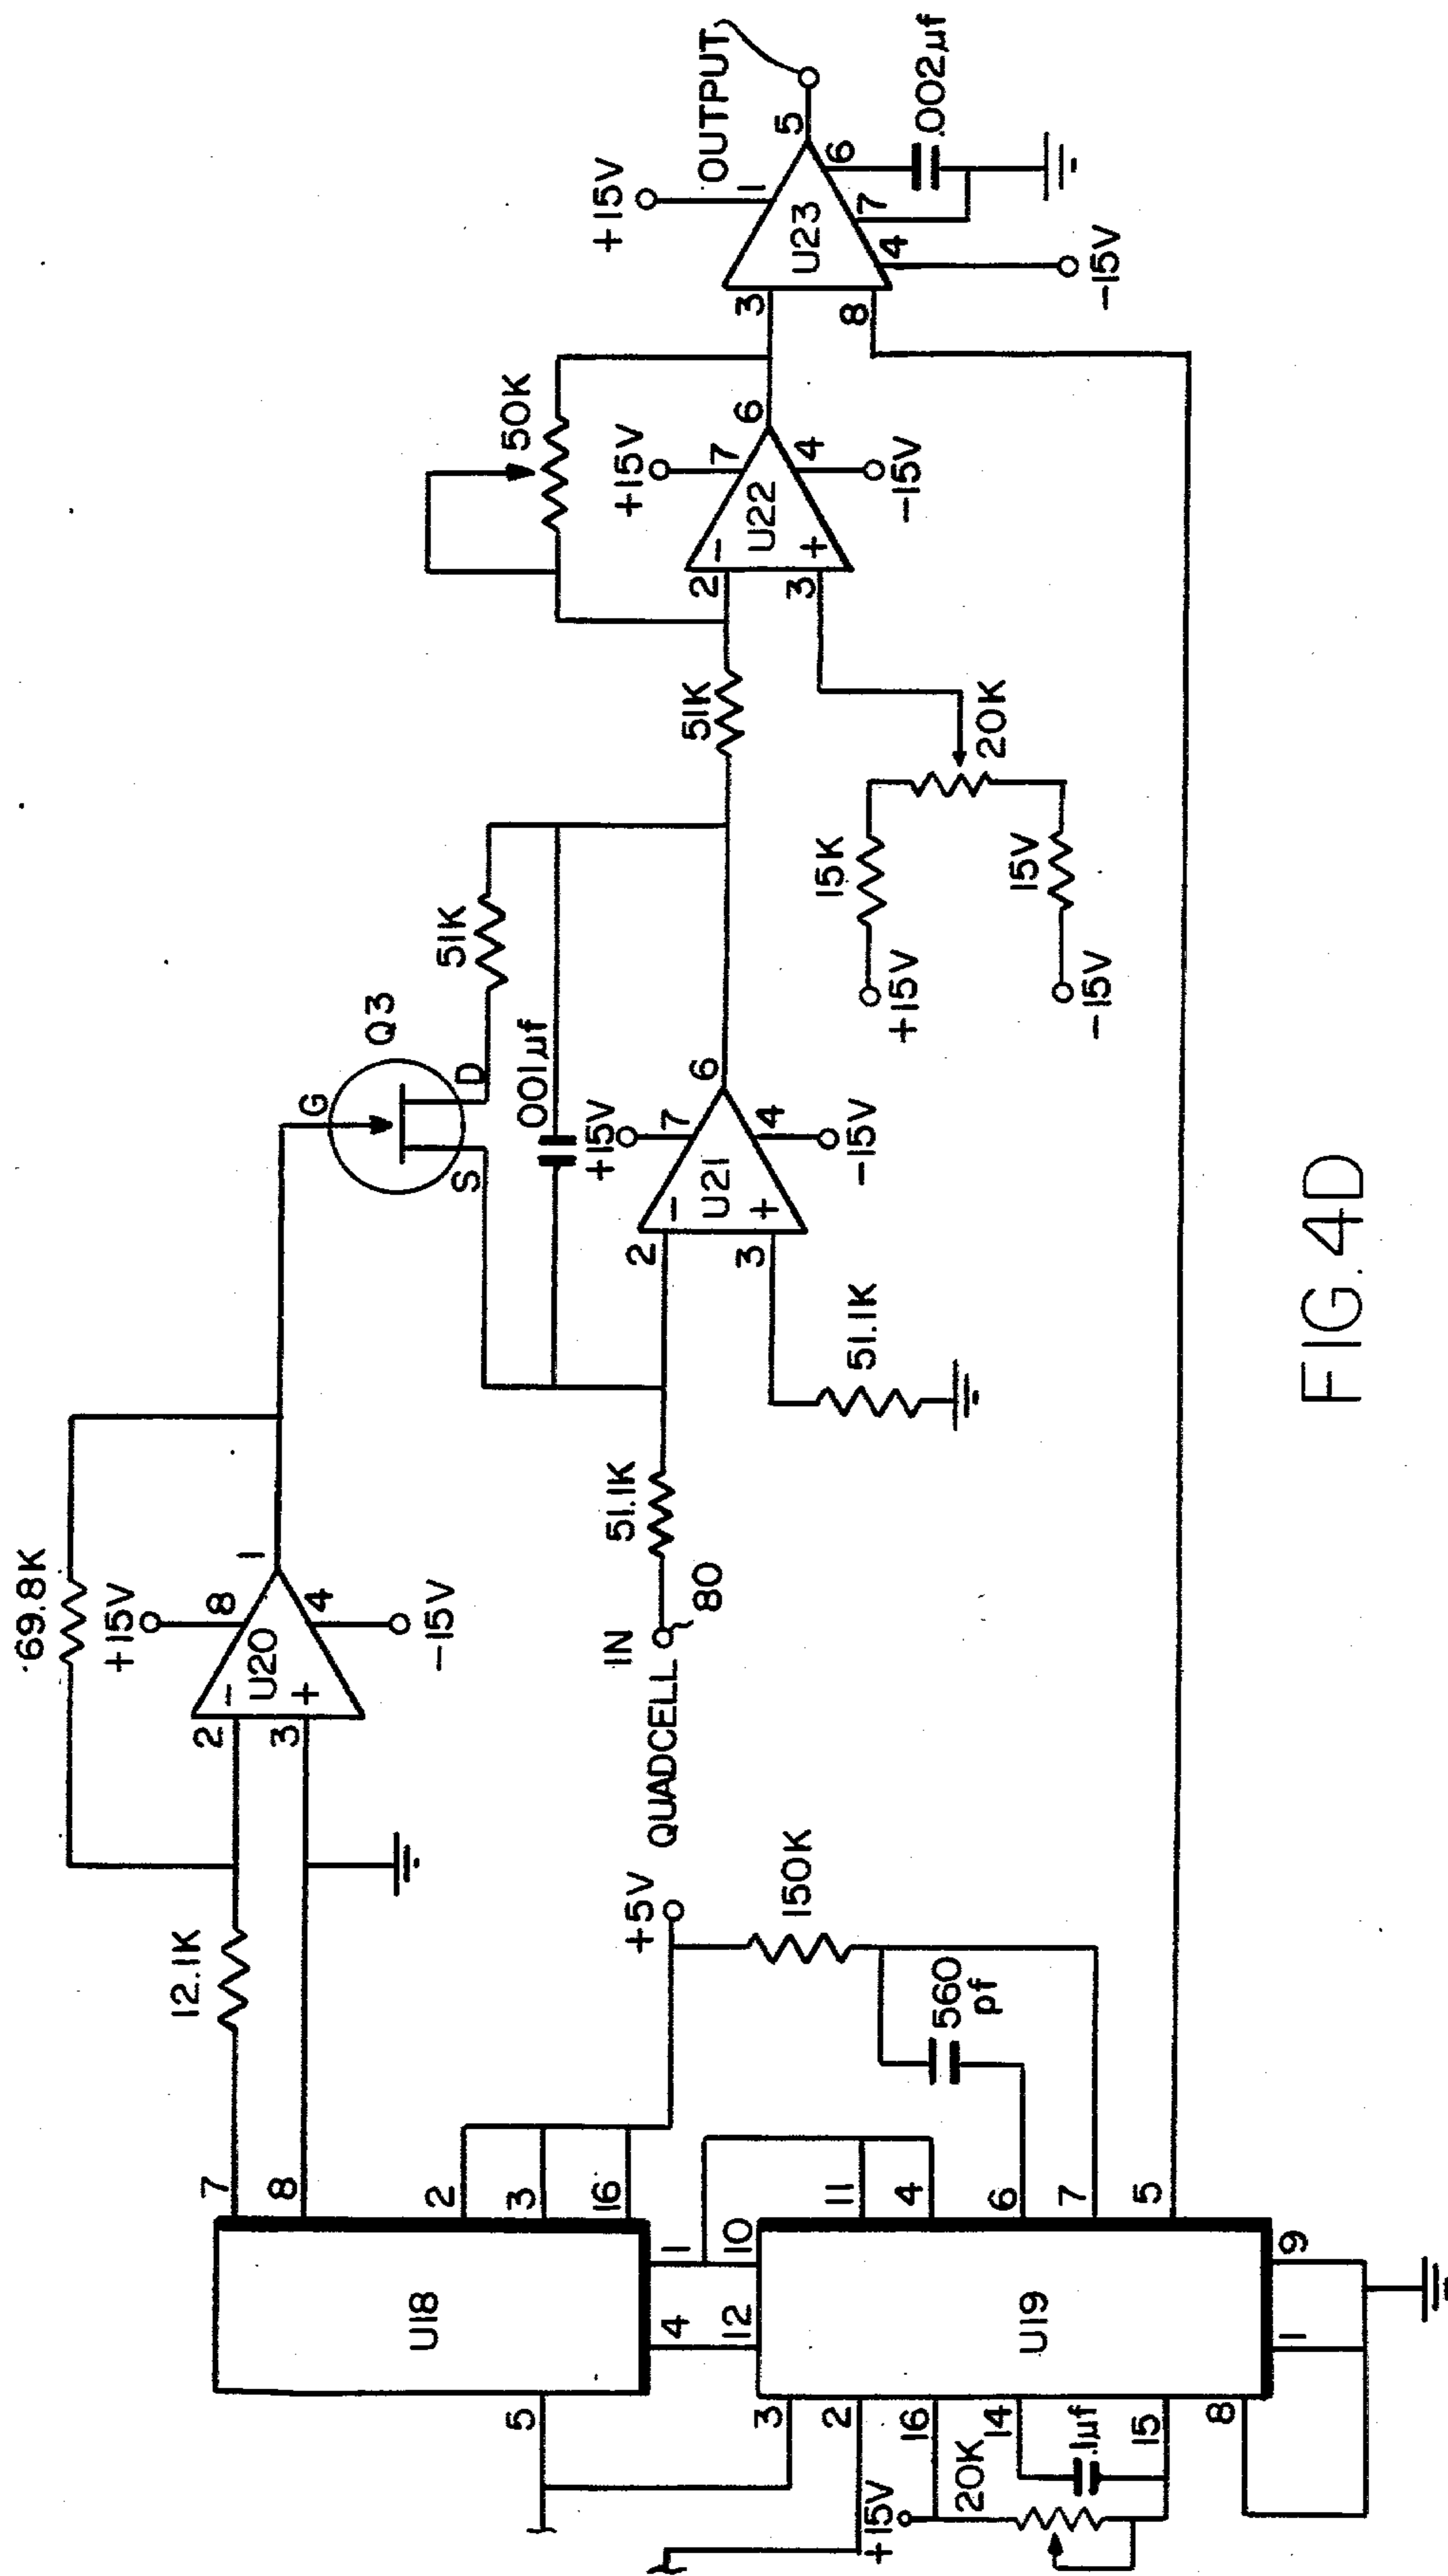 69.8K
+15V
8
1
2
-
U20
3
+
4
-15V
12.1K
7
8
U18
2
3
16
5
4
1
G
Q3
S
D
51K
.001µf
+15V
7
2
-
U21
3
+
6
4
-15V
51.1K
51.1K
IN
QUADCELL
80
51K
50K
+15V
7
2
-
U22
3
+
6
4
-15V
15K
+15V
20K
15V
-15V
+15V
1
OUTPUT
3
U23
5
8
6
7
4
.002µf
-15V
+5V
150K
560
pf
12
10
11
4
6
7
5
U19
3
2
16
14
15
8
1
9
+15V
20K
.1µf
FIG. 4D